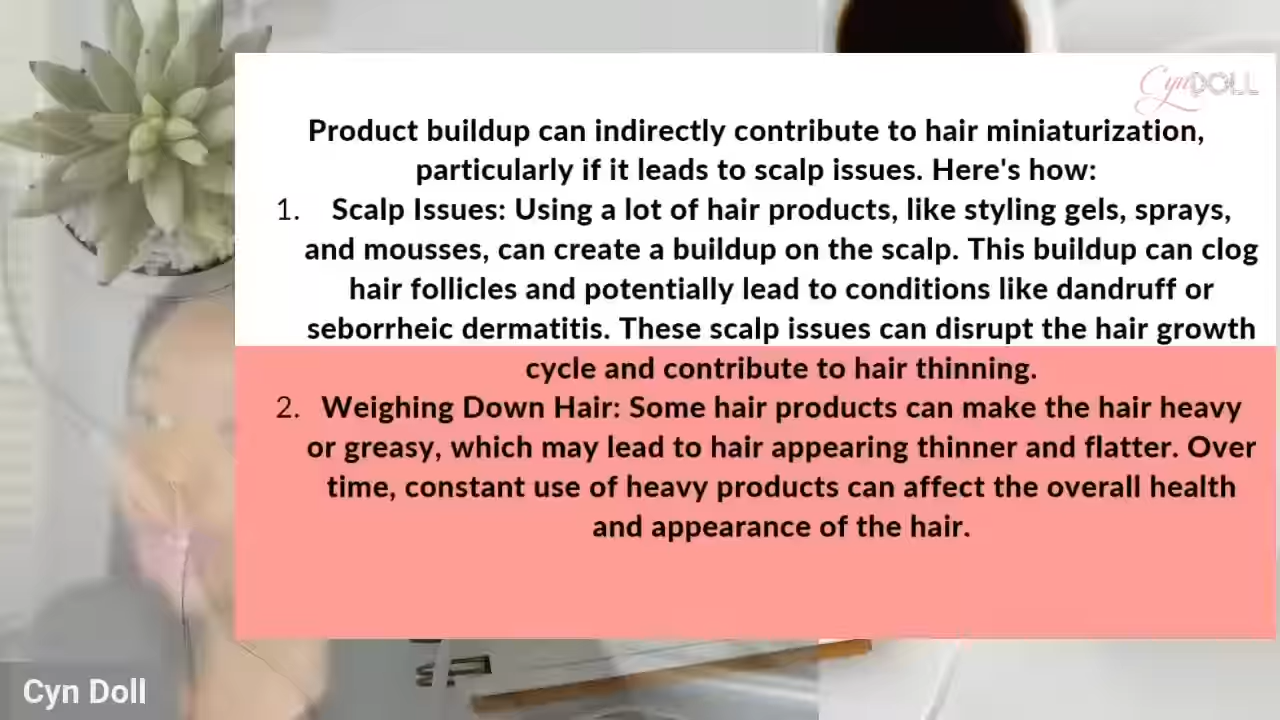 CynDOLL
Product buildup can indirectly contribute to hair miniaturization,
particularly if it leads to scalp issues. Here's how:
1. Scalp Issues: Using a lot of hair products, like styling gels, sprays,
and mousses, can create a buildup on the scalp. This buildup can clog
hair follicles and potentially lead to conditions like dandruff or
seborrheic dermatitis. These scalp issues can disrupt the hair growth
cycle and contribute to hair thinning.
2. Weighing Down Hair: Some hair products can make the hair heavy
or greasy, which may lead to hair appearing thinner and flatter. Over
time, constant use of heavy products can affect the overall health
and appearance of the hair.
Cyn Doll